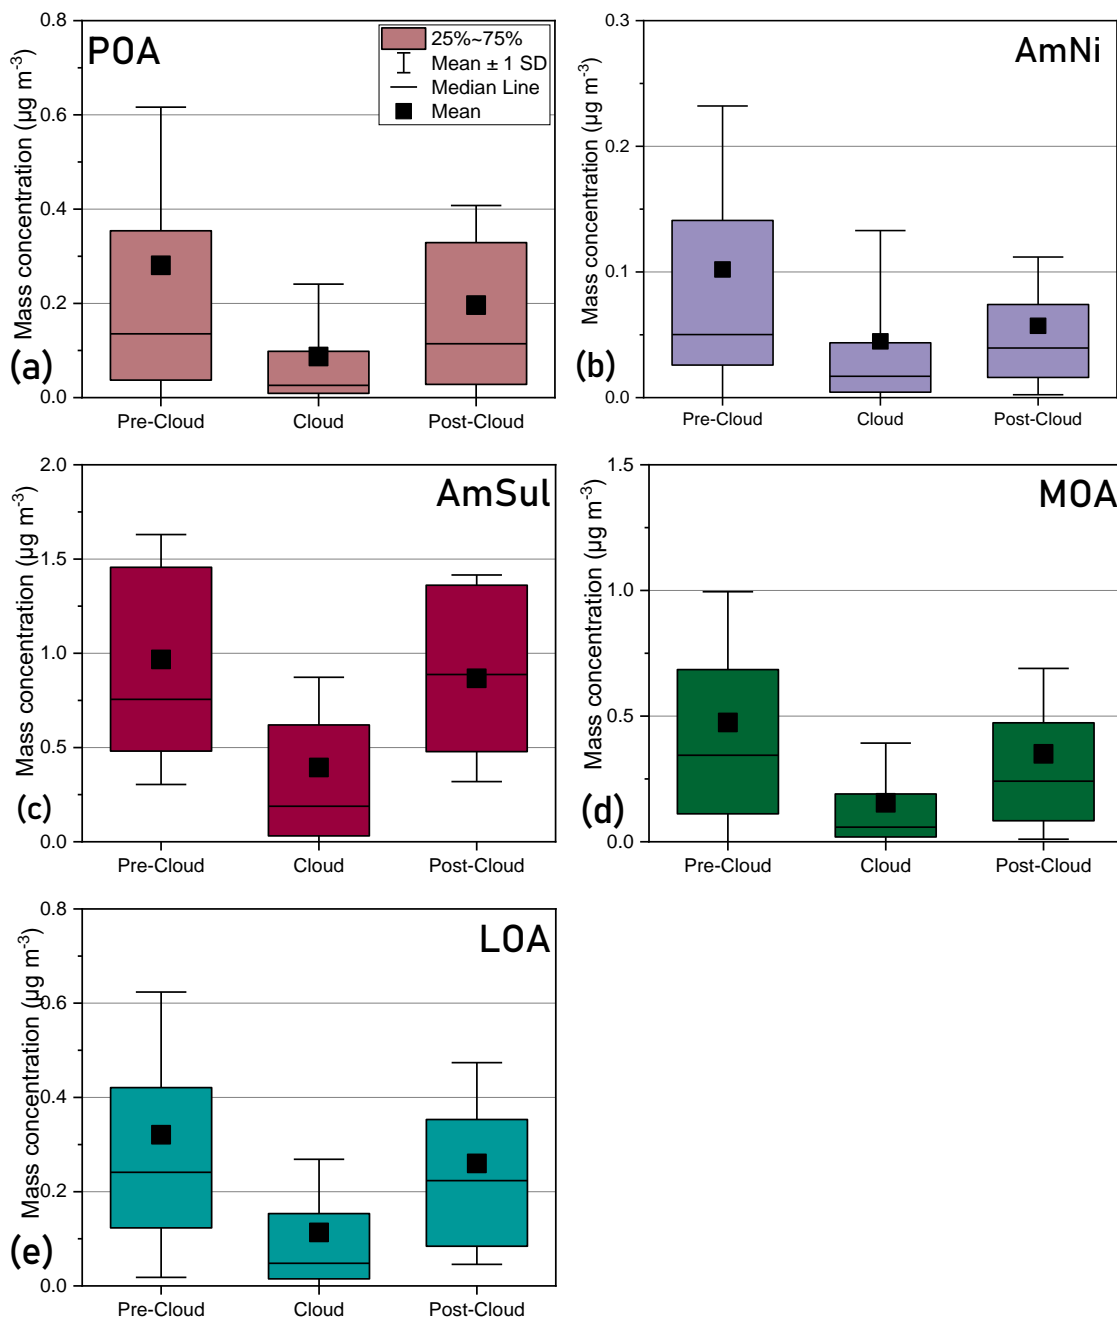 POA
25%~75%
Mean ± 1 SD
Median Line
Mean
Mass concentration (µg m-3)
0.8
0.6
0.4
0.2
0.0
(a)
Pre-Cloud Cloud Post-Cloud
AmNi
Mass concentration (µg m-3)
0.3
0.2
0.1
0.0
(b)
Pre-Cloud Cloud Post-Cloud
AmSul
Mass concentration (µg m-3)
2.0
1.5
1.0
0.5
0.0
(c)
Pre-Cloud Cloud Post-Cloud
MOA
Mass concentration (µg m-3)
1.5
1.0
0.5
0.0
(d)
Pre-Cloud Cloud Post-Cloud
LOA
Mass concentration (µg m-3)
0.8
0.6
0.4
0.2
0.0
(e)
Pre-Cloud Cloud Post-Cloud